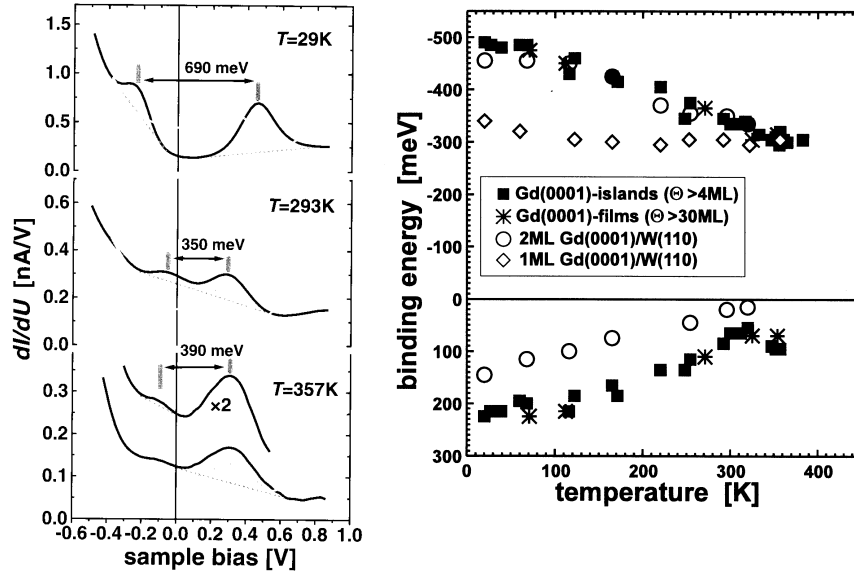 1.5
1.0
0.5
0.0
T=29K
690 meV
0.6
0.4
0.2
0.0
T=293K
350 meV
0.3
0.2
0.1
0.0
390 meV
T=357K
×2
dI/dU [nA/V]
-0.6 -0.4 -0.2 0.0 0.2 0.4 0.6 0.8 1.0
sample bias [V]
-500
-400
-300
-200
-100
0
100
200
300
binding energy [meV]
Gd(0001)-islands (Θ >4ML)
Gd(0001)-films (Θ >30ML)
2ML Gd(0001)/W(110)
1ML Gd(0001)/W(110)
0 100 200 300 400
temperature [K]